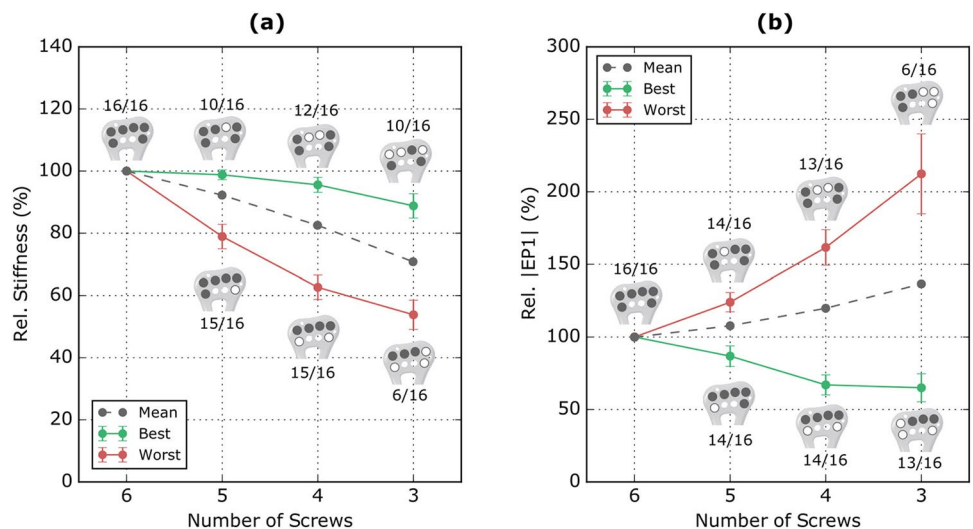 (a)
140
120
100
80
60
40
20
0
Rel. Stiffness (%)
16/16
10/16
12/16
10/16
15/16
15/16
6/16
Mean
Best
Worst
6 5 4 3
Number of Screws
(b)
300
250
200
150
100
50
0
Rel. |EP1| (%)
Mean
Best
Worst
6/16
13/16
14/16
16/16
14/16
14/16
13/16
6 5 4 3
Number of Screws